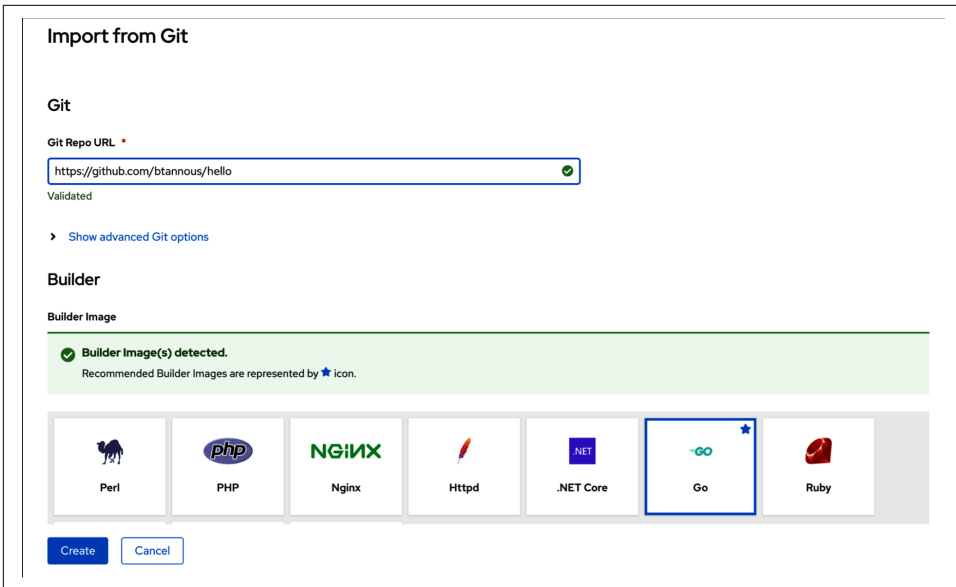 Import from Git
Git
Git Repo URL *
https://github.com/btannous/hello
Validated
Show advanced Git options
Builder
Builder Image
Builder Image(s) detected.
Recommended Builder Images are represented by ★ icon.
php NGINX .NET GO
Perl PHP Nginx Httpd .NET Core Go Ruby
Create Cancel